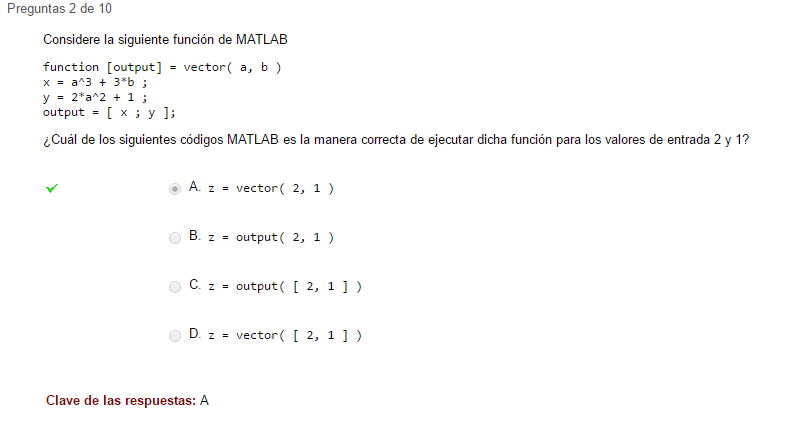 Preguntas 2 de 10
Considere la siguiente función de MATLAB
function [output] = vector( a, b )
x = a^3 + 3*b ;
y = 2*a^2 + 1 ;
output = [ x ; y ];
¿Cuál de los siguientes códigos MATLAB es la manera correcta de ejecutar dicha función para los valores de entrada 2 y 1?
A. z = vector( 2, 1 )
B. z = output( 2, 1 )
C. z = output( [ 2, 1 ] )
D. z = vector( [ 2, 1 ] )
Clave de las respuestas: A